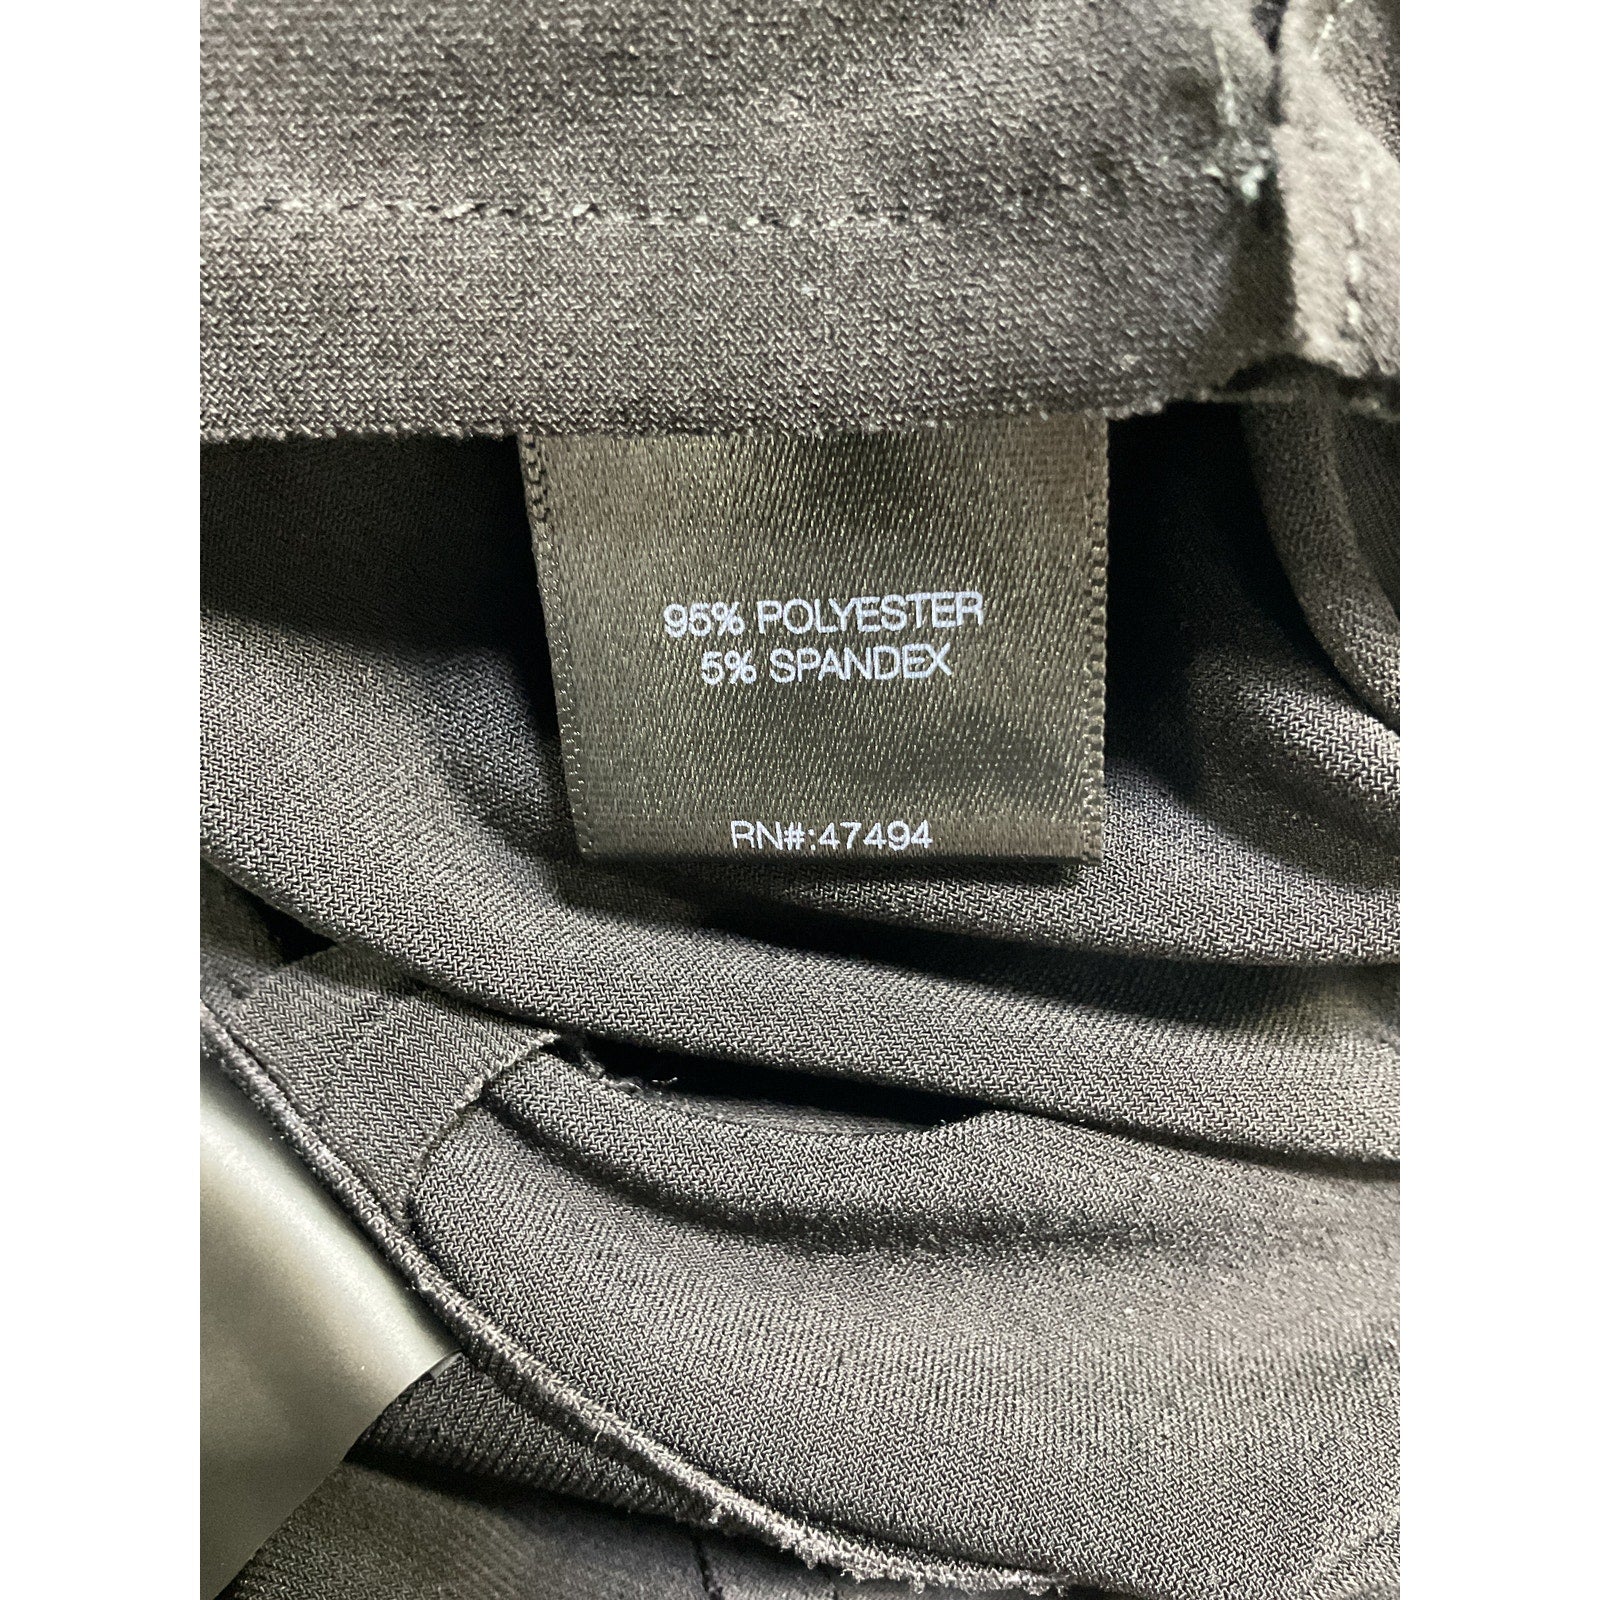 95% POLYESTER
5% SPANDEX
RN#:47494